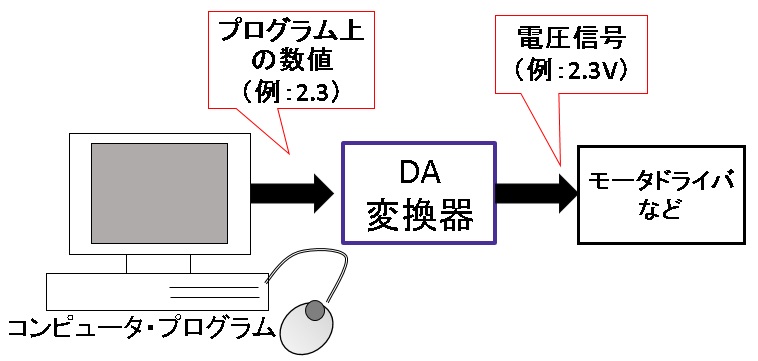 プログラム上
の数値
（例：2.3）
電圧信号
（例：2.3V）
DA
変換器
モータドライバ
など
コンピュータ・プログラム